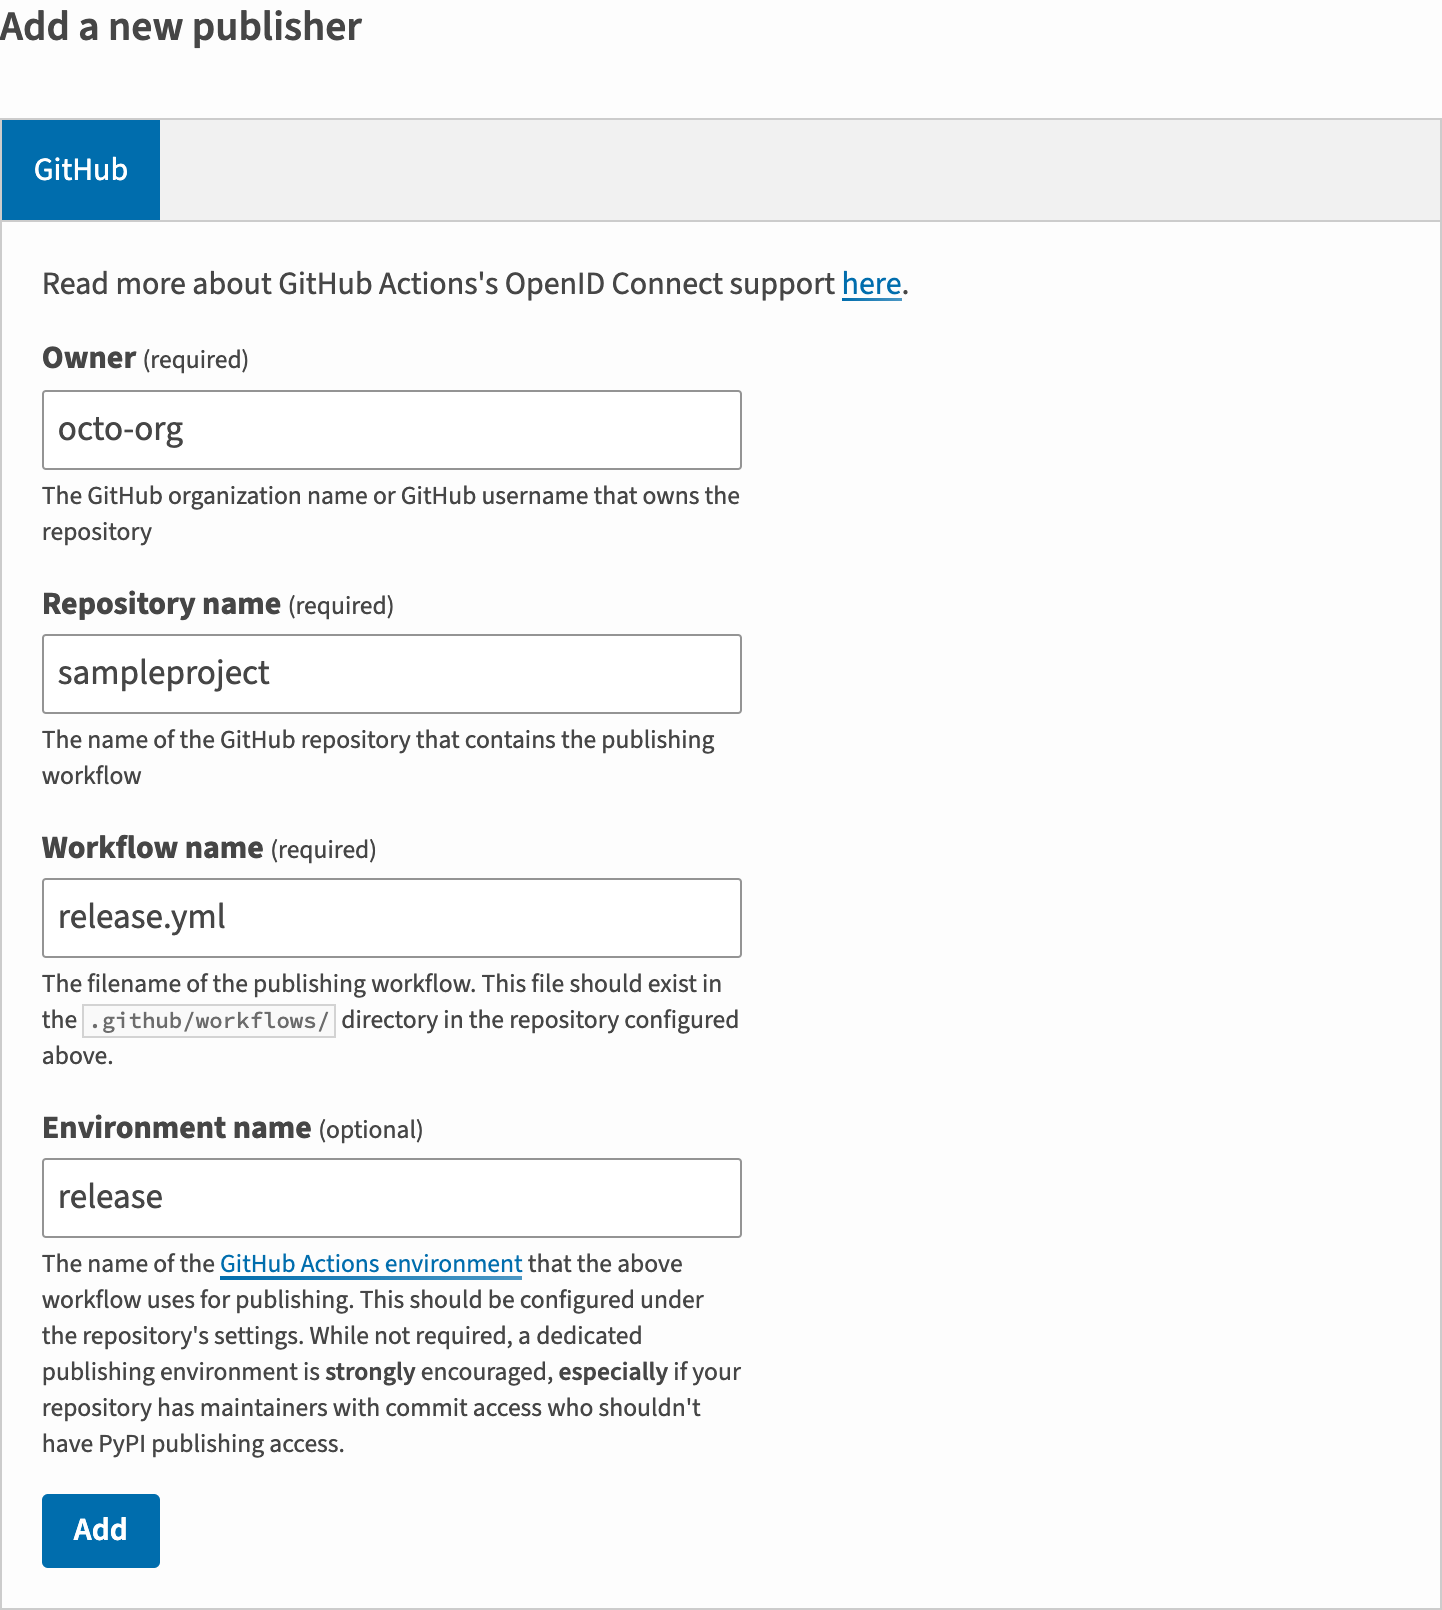 Add a new publisher
GitHub
Read more about GitHub Actions's OpenID Connect support here.
Owner (required)
octo-org
The GitHub organization name or GitHub username that owns the
repository
Repository name (required)
sampleproject
The name of the GitHub repository that contains the publishing
workflow
Workflow name (required)
release.yml
The filename of the publishing workflow. This file should exist in
the .github/workflows/ directory in the repository configured
above.
Environment name (optional)
release
The name of the GitHub Actions environment that the above
workflow uses for publishing. This should be configured under
the repository's settings. While not required, a dedicated
publishing environment is strongly encouraged, especially if your
repository has maintainers with commit access who shouldn't
have PyPI publishing access.
Add